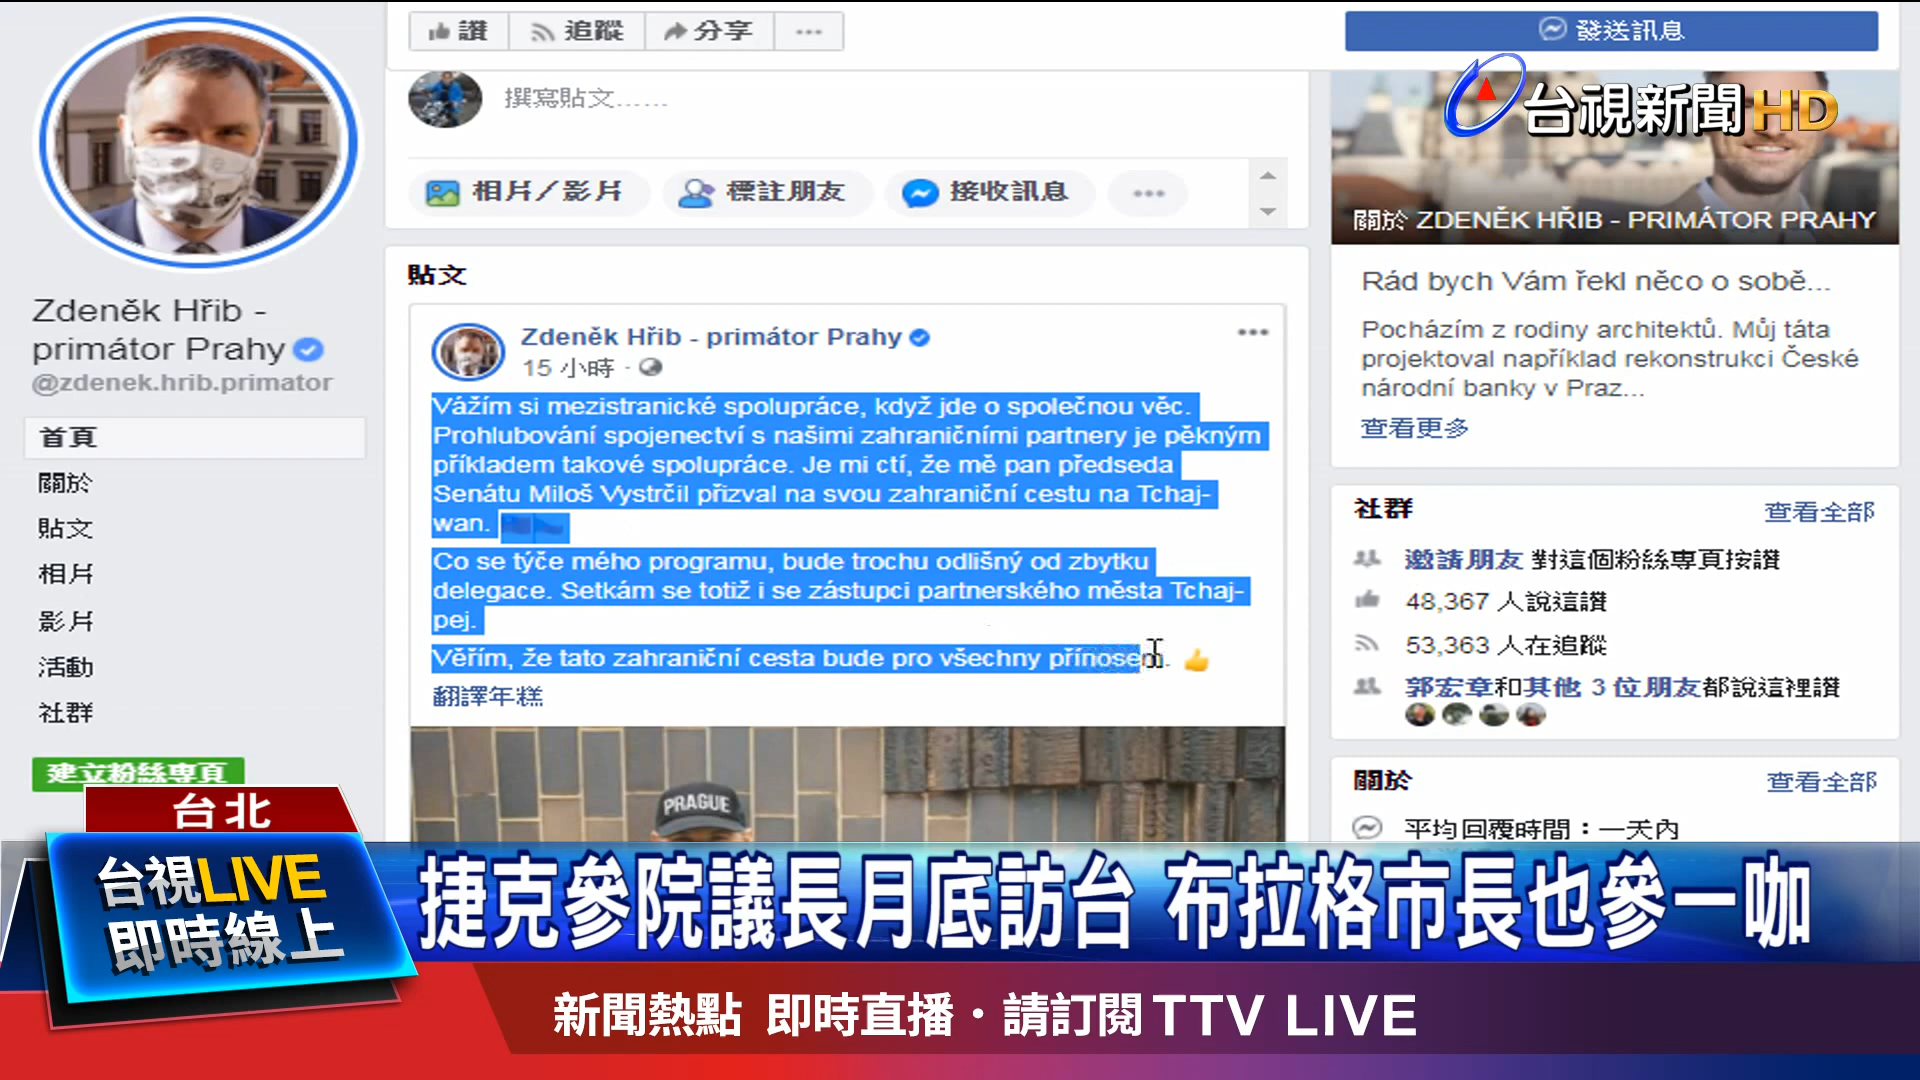 讚
追蹤
分享
發送訊息
台視新聞HD
撰寫貼文......
相片/影片
標註朋友
接收訊息
關於 ZDENĚK HŘIB - PRIMÁTOR PRAHY
Zdeněk Hřib -
primátor Prahy
@zdenek.hrib.primator
首頁
關於
貼文
相片
影片
活動
社群
建立粉絲專頁
貼文
Zdeněk Hřib - primátor Prahy
15 小時 ·
Vážím si mezistranické spolupráce, když jde o společnou věc.
Prohlubování spojenectví s našimi zahraničními partnery je pěkným
příkladem takové spolupráce. Je mi ctí, že mě pan předseda
Senátu Miloš Vystrčil přizval na svou zahraniční cestu na Tchaj-
wan.
Co se týče mého programu, bude trochu odlišný od zbytku
delegace. Setkám se totiž i se zástupci partnerského města Tchaj-
pej.
Věřím, že tato zahraniční cesta bude pro všechny přínosem.
翻譯年糕
PRAGUE
Rád bych Vám řekl něco o sobě...
Pocházím z rodiny architektů. Můj táta
projektoval například rekonstrukci České
národní banky v Praz...
查看更多
社群
查看全部
邀請朋友 對這個粉絲專頁按讚
48,367 人說這讚
53,363 人在追蹤
郭宏章和其他 3 位朋友都說這裡讚
關於
查看全部
平均回覆時間：一天內
台北
台視LIVE
即時線上
捷克參院議長月底訪台 布拉格市長也參一咖
新聞熱點 即時直播·請訂閱TTV LIVE